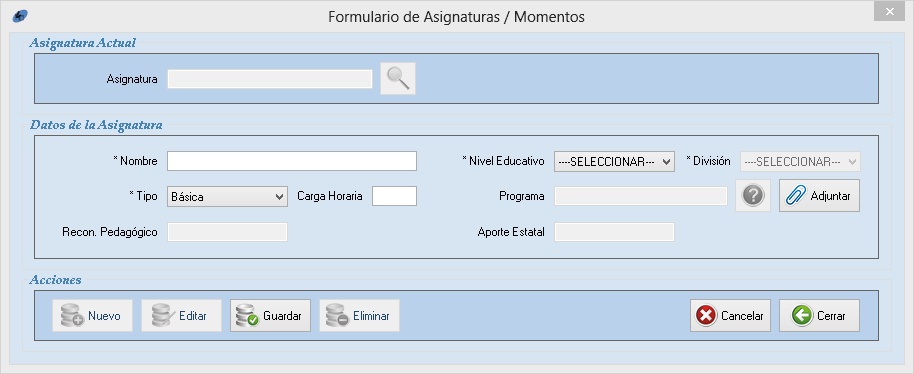 Formulario de Asignaturas / Momentos
Asignatura Actual
Asignatura
Datos de la Asignatura
* Nombre * Nivel Educativo ----SELECCIONAR--- * División ----SELECCIONAR---
* Tipo Básica Carga Horaria Programa ? Adjuntar
Recon. Pedagógico Aporte Estatal
Acciones
Nuevo Editar Guardar Eliminar Cancelar Cerrar